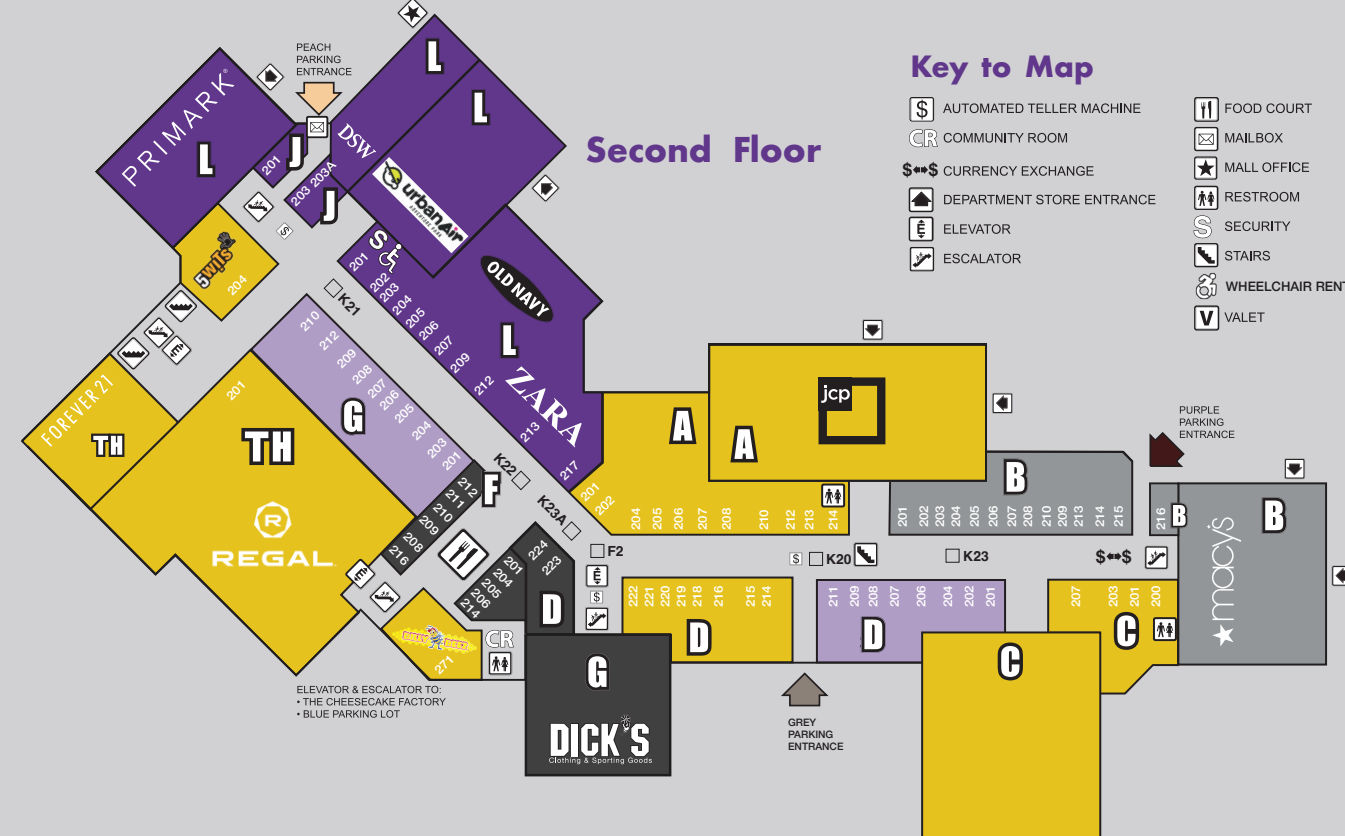 PEACH
PARKING
ENTRANCE
PRIMARK
L
201
J
203 203A
J
DSW
L
L
urbanAir
ADVENTURE PARK
Second Floor
Key to Map
$ AUTOMATED TELLER MACHINE
CR COMMUNITY ROOM
$⬌$ CURRENCY EXCHANGE
DEPARTMENT STORE ENTRANCE
E ELEVATOR
ESCALATOR
FOOD COURT
MAILBOX
MALL OFFICE
RESTROOM
S SECURITY
STAIRS
WHEELCHAIR RENT
V VALET
5WITS
204
$
S
201
202
203
204
205
206
207
209
212
213
217
OLD NAVY
L
ZARA
K21
K22
K23A
FOREVER 21
TH
201
TH
R
REGAL
210
212
209
208
207
206
205
204
203
201
G
212
211
210
209
208
216
F
201
204
205
206
214
224
223
D
271
CR
E
E
ELEVATOR & ESCALATOR TO:
• THE CHEESECAKE FACTORY
• BLUE PARKING LOT
G
DICK'S
Clothing & Sporting Goods
F2
E
$
A
A
jcp
201
202
204
205
206
207
208
210
212
213
214
B
201
202
203
204
205
206
207
208
210
209
213
214
215
PURPLE
PARKING
ENTRANCE
216
B
B
macy's
$ K20
K23
$⬌$
222
221
220
219
218
216
215
214
D
211
209
208
207
206
204
202
201
D
207
203
201
200
C
C
GREY
PARKING
ENTRANCE